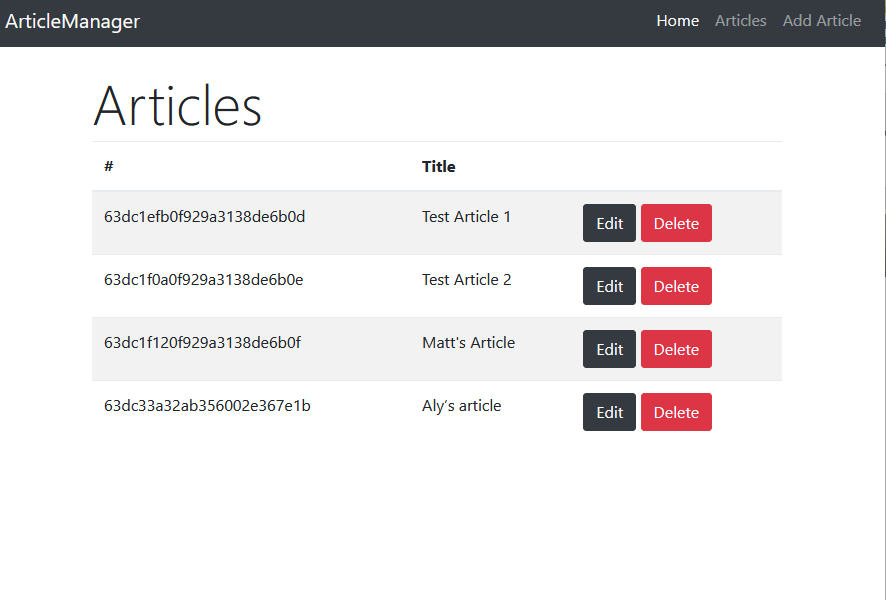 ArticleManager Home Articles Add Article
Articles
# Title
63dc1efb0f929a3138de6b0d Test Article 1 Edit Delete
63dc1f0a0f929a3138de6b0e Test Article 2 Edit Delete
63dc1f120f929a3138de6b0f Matt's Article Edit Delete
63dc33a32ab356002e367e1b Aly's article Edit Delete